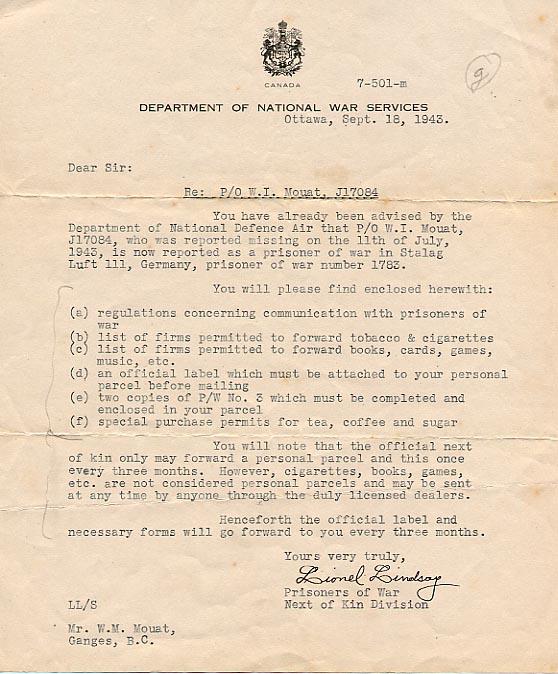 CANADA
7-501-m
g
DEPARTMENT OF NATIONAL WAR SERVICES
Ottawa, Sept. 18, 1943.
Dear Sir:
Re: P/O W.I. Mouat, J17084
You have already been advised by the
Department of National Defence Air that P/O W.I. Mouat,
J17084, who was reported missing on the 11th of July,
1943, is now reported as a prisoner of war in Stalag
Luft 111, Germany, prisoner of war number 1783.
You will please find enclosed herewith:
(a) regulations concerning communication with prisoners of
war
(b) list of firms permitted to forward tobacco & cigarettes
(c) list of firms permitted to forward books, cards, games,
music, etc.
(d) an official label which must be attached to your personal
parcel before mailing
(e) two copies of P/W No. 3 which must be completed and
enclosed in your parcel
(f) special purchase permits for tea, coffee and sugar
You will note that the official next
of kin only may forward a personal parcel and this once
every three months. However, cigarettes, books, games,
etc. are not considered personal parcels and may be sent
at any time by anyone through the duly licensed dealers.
Henceforth the official label and
necessary forms will go forward to you every three months.
Yours very truly,
Lionel Lindsay
Prisoners of War
LL/S Next of Kin Division
Mr. W.M. Mouat,
Ganges, B.C.